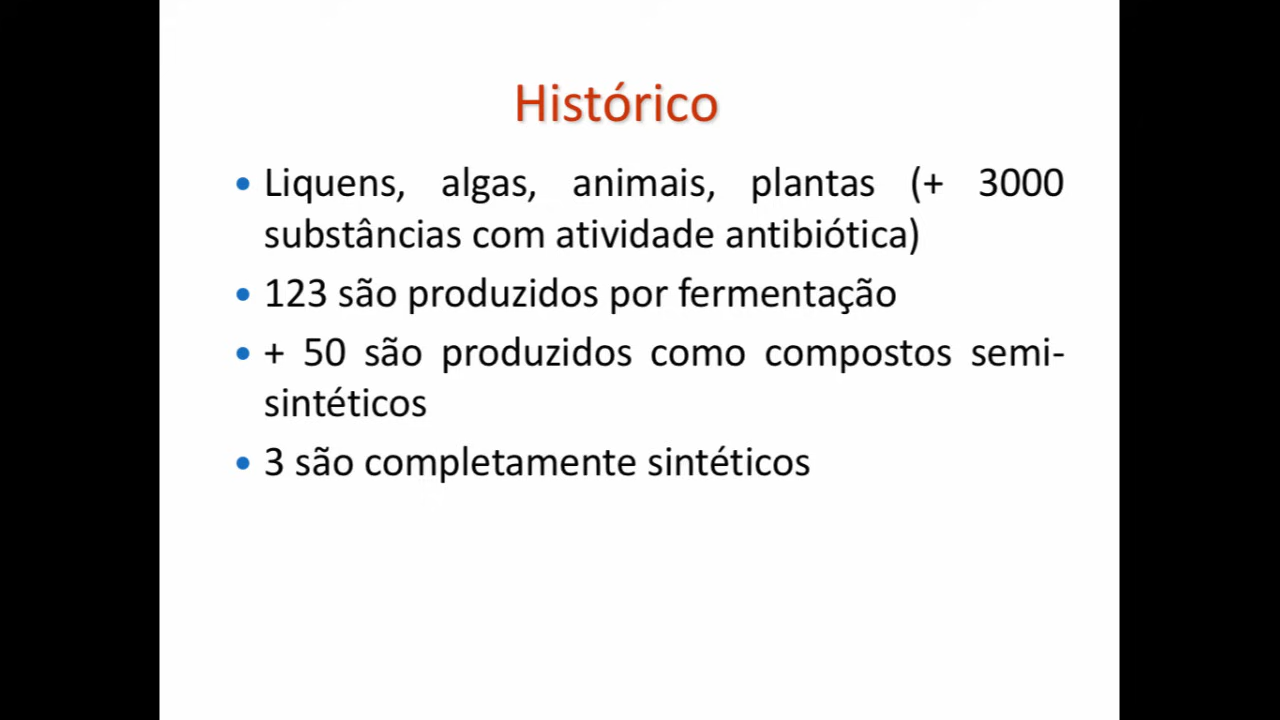 Histórico
• Liquens, algas, animais, plantas (+ 3000
substâncias com atividade antibiótica)
• 123 são produzidos por fermentação
• + 50 são produzidos como compostos semi-
sintéticos
• 3 são completamente sintéticos